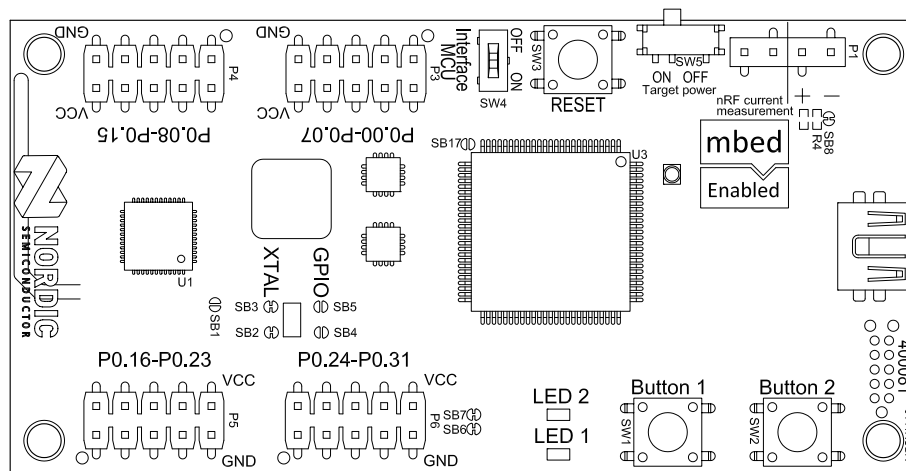 GND
P4
VCC
P0.08-P0.15
GND
P3
VCC
P0.00-P0.07
Interface
MCU
OFF
ON
SW4
SW3
RESET
SW5
ON OFF
Target power
P1
+ −
nRF current
measurement
R4
SB8
mbed
Enabled
SB17
U3
NORDIC
SEMICONDUCTOR
U1
XTAL
GPIO
SB3
SB5
SB2
SB4
SB1
P0.16-P0.23
VCC
P5
GND
P0.24-P0.31
VCC
P6
GND
SB7
SB6
LED 2
LED 1
Button 1
SW1
Button 2
SW2